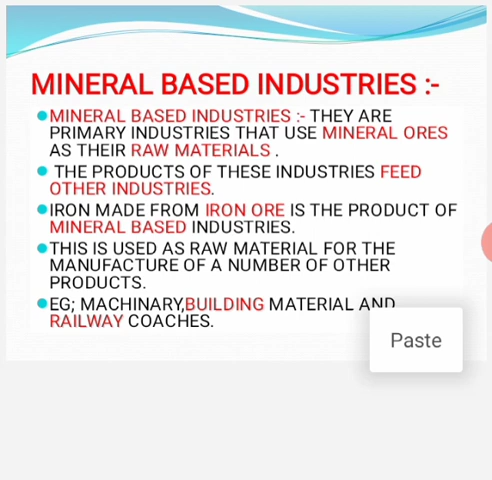 MINERAL BASED INDUSTRIES :-
MINERAL BASED INDUSTRIES :- THEY ARE
PRIMARY INDUSTRIES THAT USE MINERAL ORES
AS THEIR RAW MATERIALS .
THE PRODUCTS OF THESE INDUSTRIES FEED
OTHER INDUSTRIES.
IRON MADE FROM IRON ORE IS THE PRODUCT OF
MINERAL BASED INDUSTRIES.
THIS IS USED AS RAW MATERIAL FOR THE
MANUFACTURE OF A NUMBER OF OTHER
PRODUCTS.
EG; MACHINARY,BUILDING MATERIAL AND
RAILWAY COACHES.
Paste